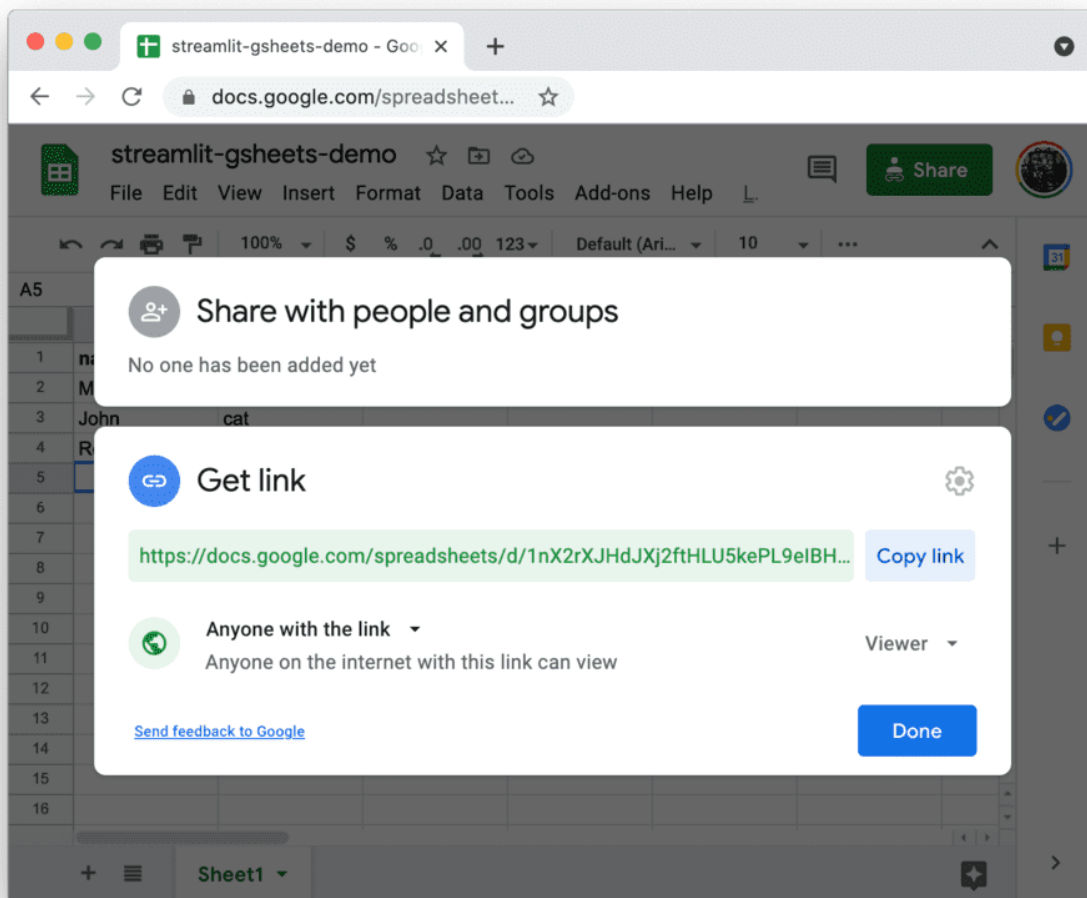 streamlit-gsheets-demo - Goo
docs.google.com/spreadsheet...
streamlit-gsheets-demo
File Edit View Insert Format Data Tools Add-ons Help L.
Share
100% $ % .0 .00 123 Default (Ari... 10 ...
31
A5
Share with people and groups
No one has been added yet
1 na
2 M
3 John cat
4 R
5
6
7
8
9
10
11
12
13
14
15
16
Get link
https://docs.google.com/spreadsheets/d/1nX2rXJHdJXj2ftHLU5kePL9eIBH...
Copy link
Anyone with the link
Anyone on the internet with this link can view
Viewer
Send feedback to Google
Done
Sheet1